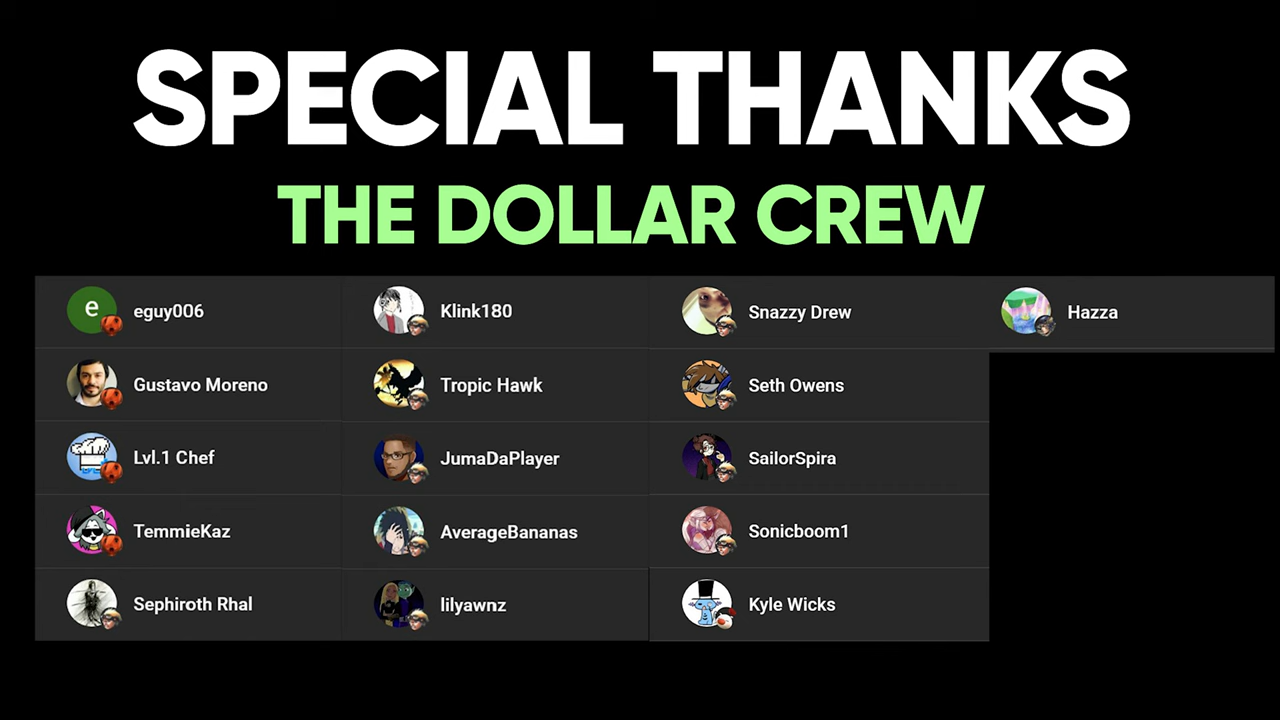 SPECIAL THANKS
THE DOLLAR CREW
e eguy006
Gustavo Moreno
Lvl.1 Chef
TemmieKaz
Sephiroth Rhal
Klink180
Tropic Hawk
JumaDaPlayer
AverageBananas
lilyawnz
Snazzy Drew
Seth Owens
SailorSpira
Sonicboom1
Kyle Wicks
Hazza